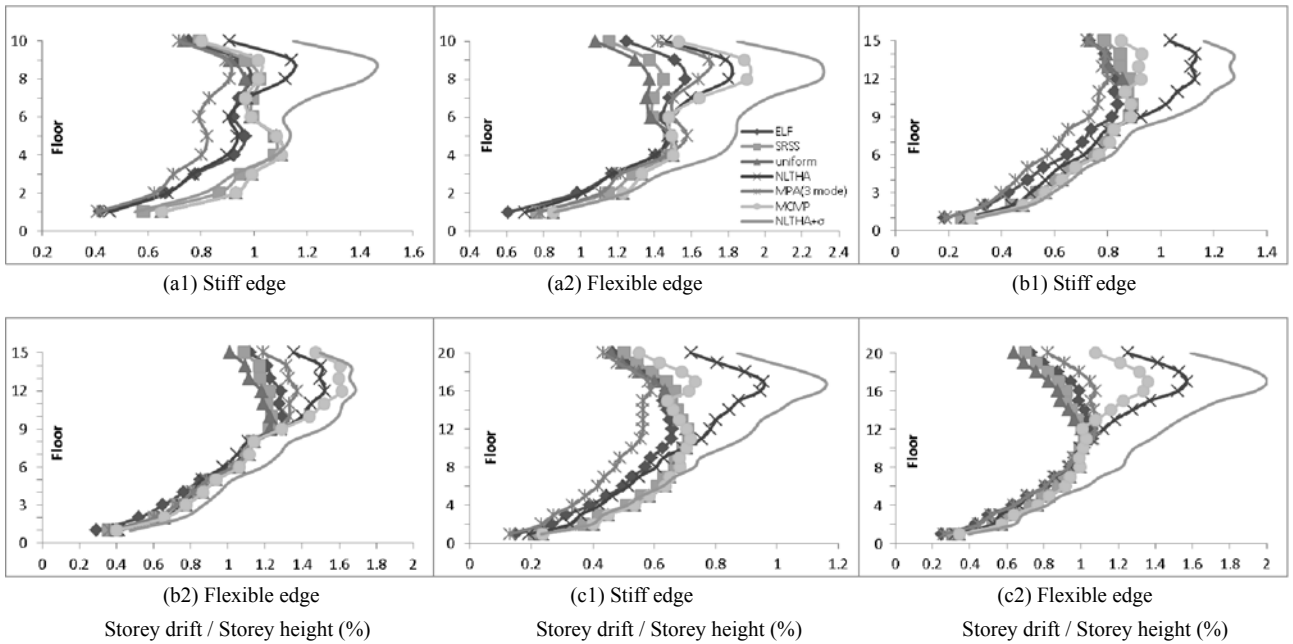 10
8
6
4
2
0
Floor
0.2 0.4 0.6 0.8 1 1.2 1.4 1.6
(a1) Stiff edge
10
8
6
4
2
0
Floor
ELF
SRSS
uniform
NLTHA
MPA(3 mode)
MCMP
NLTHA+σ
0.4 0.6 0.8 1 1.2 1.4 1.6 1.8 2 2.2 2.4
(a2) Flexible edge
15
12
9
6
3
0
Floor
0 0.2 0.4 0.6 0.8 1 1.2 1.4
(b1) Stiff edge
15
12
9
6
3
0
Floor
0 0.2 0.4 0.6 0.8 1 1.2 1.4 1.6 1.8 2
(b2) Flexible edge
20
16
12
8
4
0
Floor
0 0.2 0.4 0.6 0.8 1 1.2
(c1) Stiff edge
20
16
12
8
4
0
Floor
0 0.2 0.4 0.6 0.8 1 1.2 1.4 1.6 1.8 2
(c2) Flexible edge
Storey drift / Storey height (%)
Storey drift / Storey height (%)
Storey drift / Storey height (%)